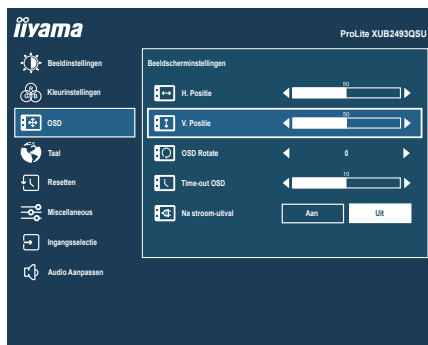 iiyama
ProLite XUB2493QSU
Beeldinstellingen
Kleurinstellingen
OSD
Taal
Resetten
Miscellaneous
Ingangsselectie
Audio Aanpassen
Beeldscherminstellingen
H. Positie
50
V. Positie
50
OSD Rotate
0
Time-out OSD
10
Na stroom-uitval
Aan
Uit